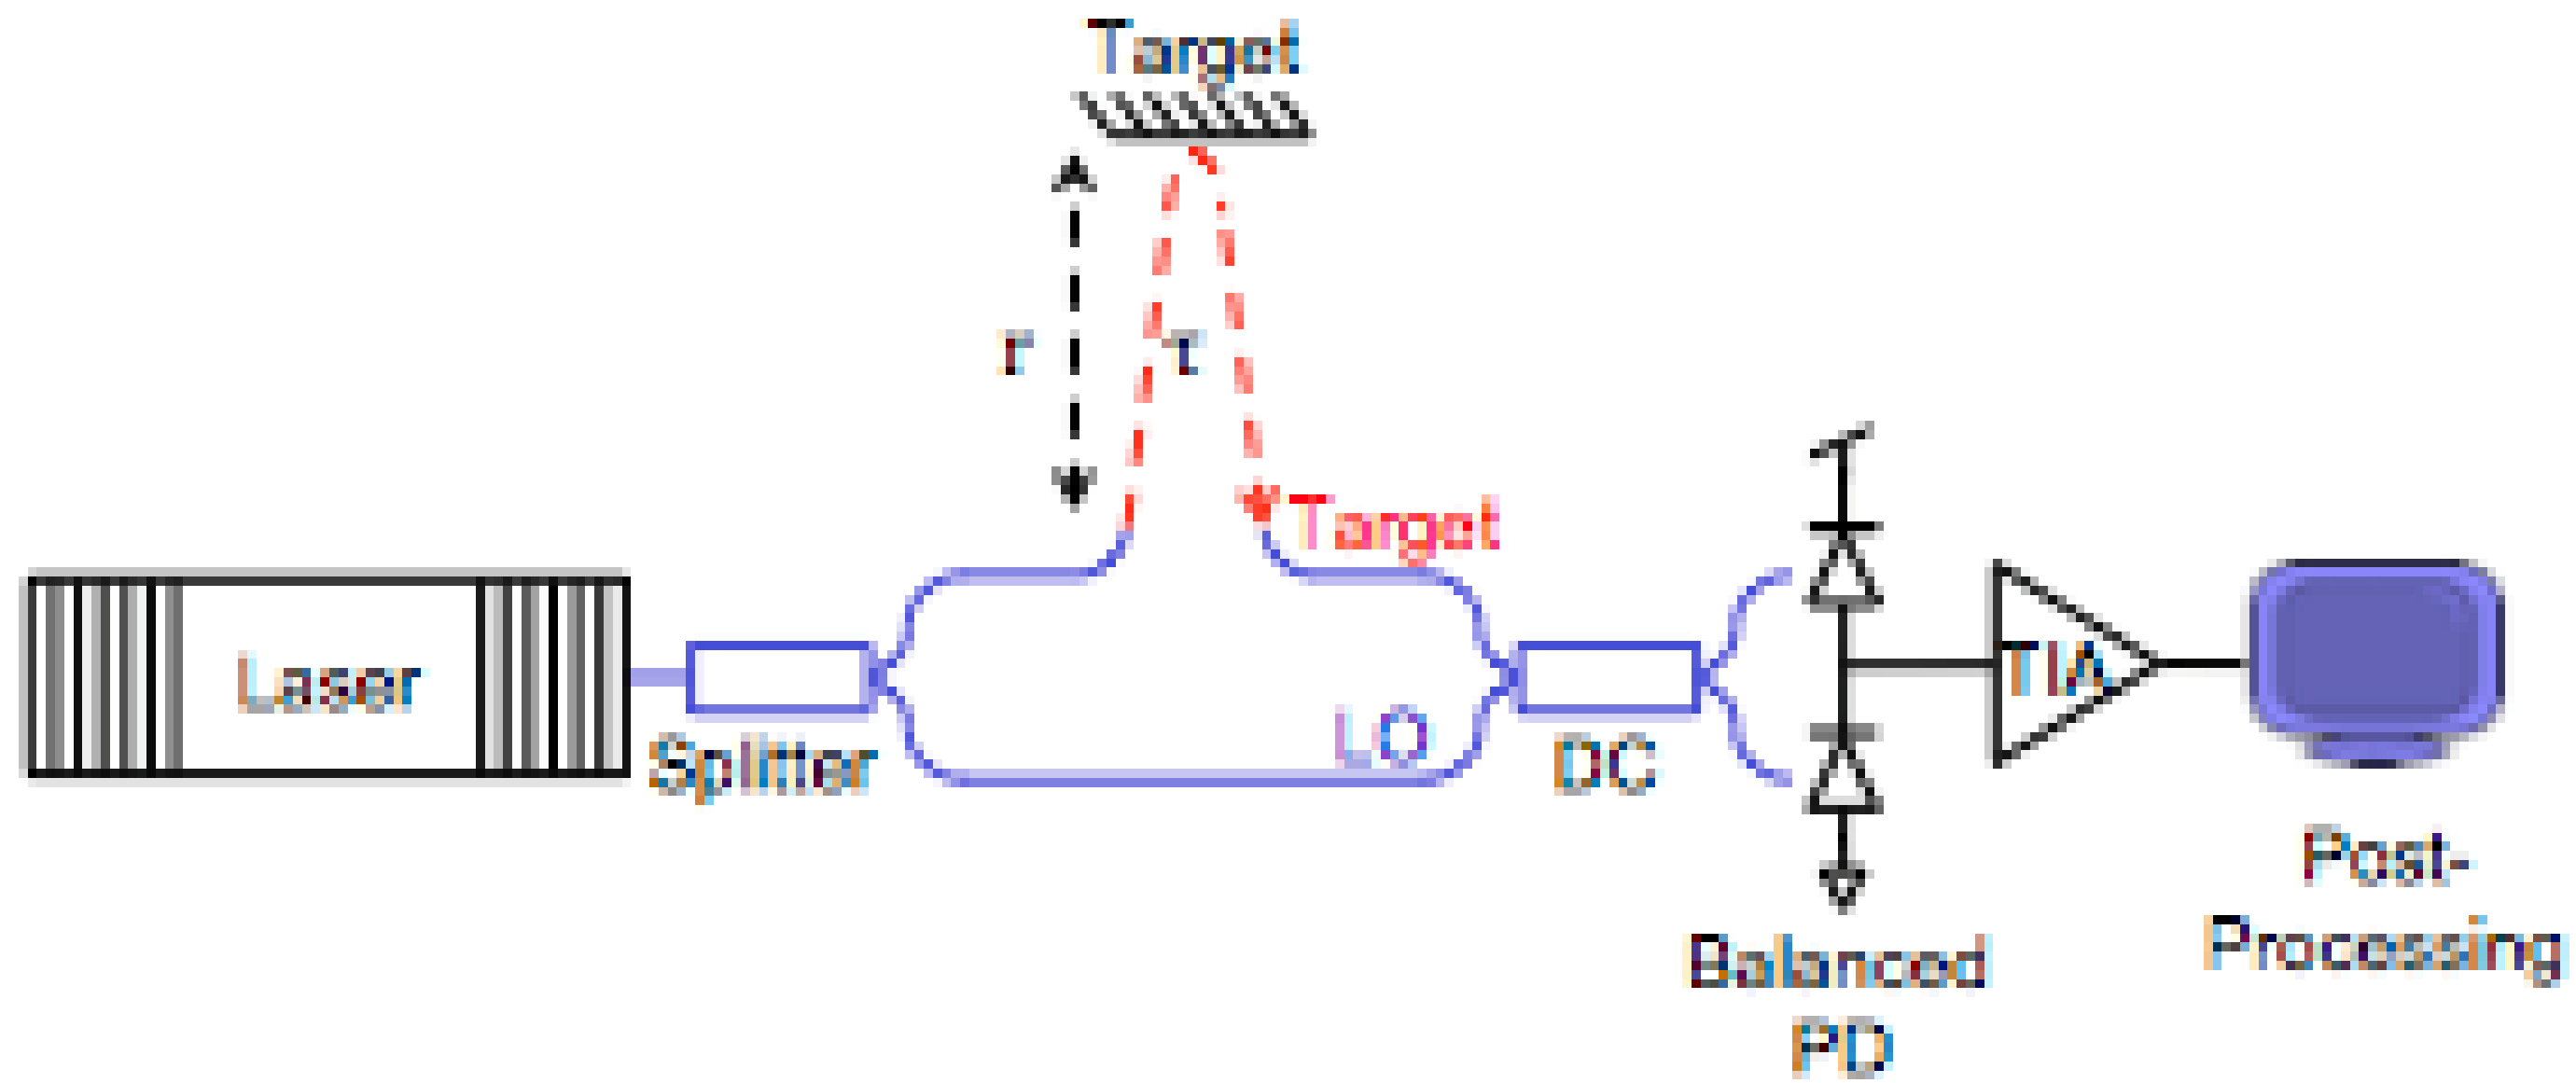 Target
r
τ
Target
Laser
Splitter
LO
DC
TIA
Balanced
PD
Post-
Processing